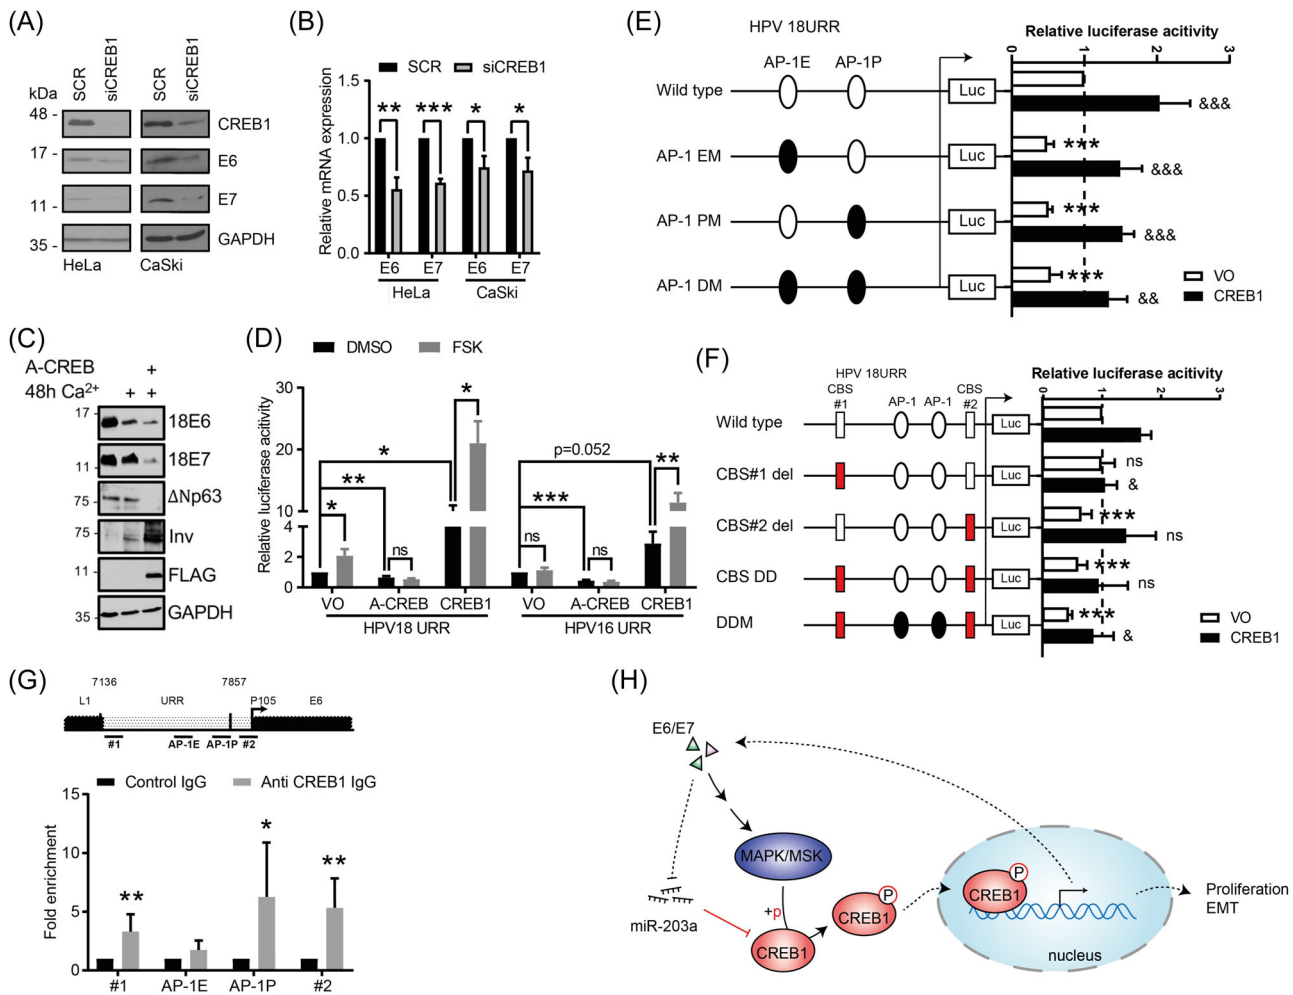 (A)
SCR
siCREB1
SCR
siCREB1
kDa
48 -
CREB1
17 -
E6
11 -
E7
35 -
GAPDH
HeLa
CaSki
(B)
SCR
siCREB1
Relative mRNA expression
1.5
1.0
0.5
0.0
**
***
*
*
E6
E7
E6
E7
HeLa
CaSki
(C)
A-CREB
+
48h Ca2+
+
+
17 -
18E6
11 -
18E7
75 -
ΔNp63
75 -
Inv
11 -
FLAG
35 -
GAPDH
(D)
DMSO
FSK
Relative luciferase acitivity
30
20
10
4
2
0
*
**
*
ns
*
p=0.052
***
ns
ns
**
VO
A-CREB
CREB1
VO
A-CREB
CREB1
HPV18 URR
HPV16 URR
(E)
HPV 18URR
Relative luciferase acitivity
AP-1E
AP-1P
0
1
2
3
Wild type
Luc
&&&
AP-1 EM
Luc
***
&&&
AP-1 PM
Luc
***
&&&
AP-1 DM
Luc
***
&&
VO
CREB1
(F)
HPV 18URR
Relative luciferase acitivity
CBS
#1
AP-1
AP-1
CBS
#2
0
1
2
3
Wild type
Luc
CBS#1 del
Luc
ns
&
CBS#2 del
Luc
***
ns
CBS DD
Luc
***
ns
DDM
Luc
***
&
VO
CREB1
(G)
7136
7857
L1
URR
P105
E6
#1
AP-1E
AP-1P
#2
Control IgG
Anti CREB1 IgG
Fold enrichment
15
10
5
0
**
*
**
#1
AP-1E
AP-1P
#2
(H)
E6/E7
MAPK/MSK
miR-203a
+p
CREB1
CREB1
P
CREB1
P
nucleus
Proliferation
EMT